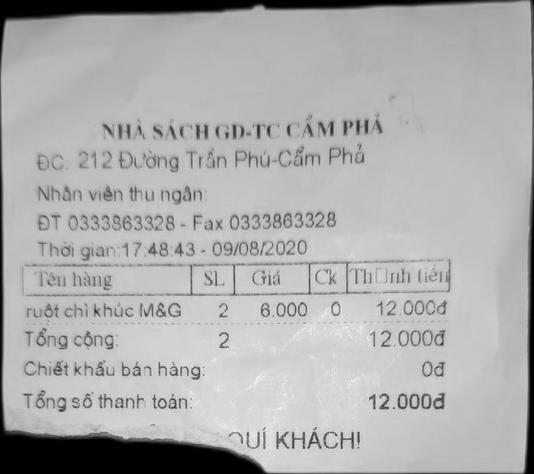 NHÀ SÁCH GD-TC CẨM PHẢ
ĐC. 212 Đường Trần Phú-Cẩm Phả
Nhân viên thu ngân:
ĐT 0333863328 - Fax 0333863328
Thời gian:17:48:43 - 09/08/2020
Tên hàng SL Giá Ck Th□nh tiền
ruột chì khúc M&G 2 6.000 0 12.000đ
Tổng cộng: 2 12.000đ
Chiết khấu bán hàng: 0đ
Tổng số thanh toán: 12.000đ
QUÍ KHÁCH!